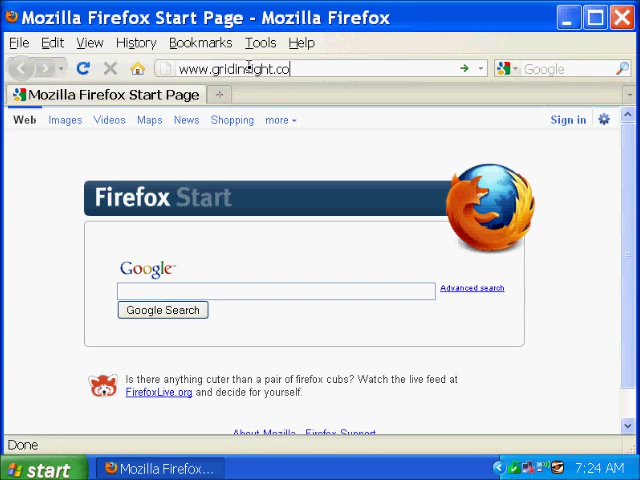 Mozilla Firefox Start Page - Mozilla Firefox
File Edit View History Bookmarks Tools Help
www.gridinsight.co
Google
Mozilla Firefox Start Page
Web Images Videos Maps News Shopping more Sign in
Firefox Start
Google™
Advanced search
Google Search
Is there anything cuter than a pair of firefox cubs? Watch the live feed at
FirefoxLive.org and decide for yourself.
About Mozilla - Firefox Support
Done
start Mozilla Firefox... 7:24 AM